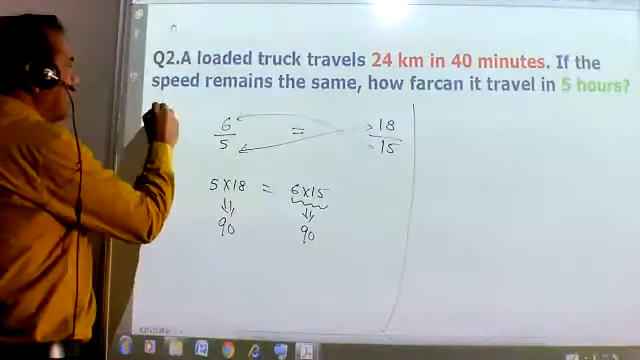 Q2.A loaded truck travels 24 km in 40 minutes. If the
speed remains the same, how farcan it travel in 5 hours?
6/5 = 18/15
5X18 = 6X15
90 90